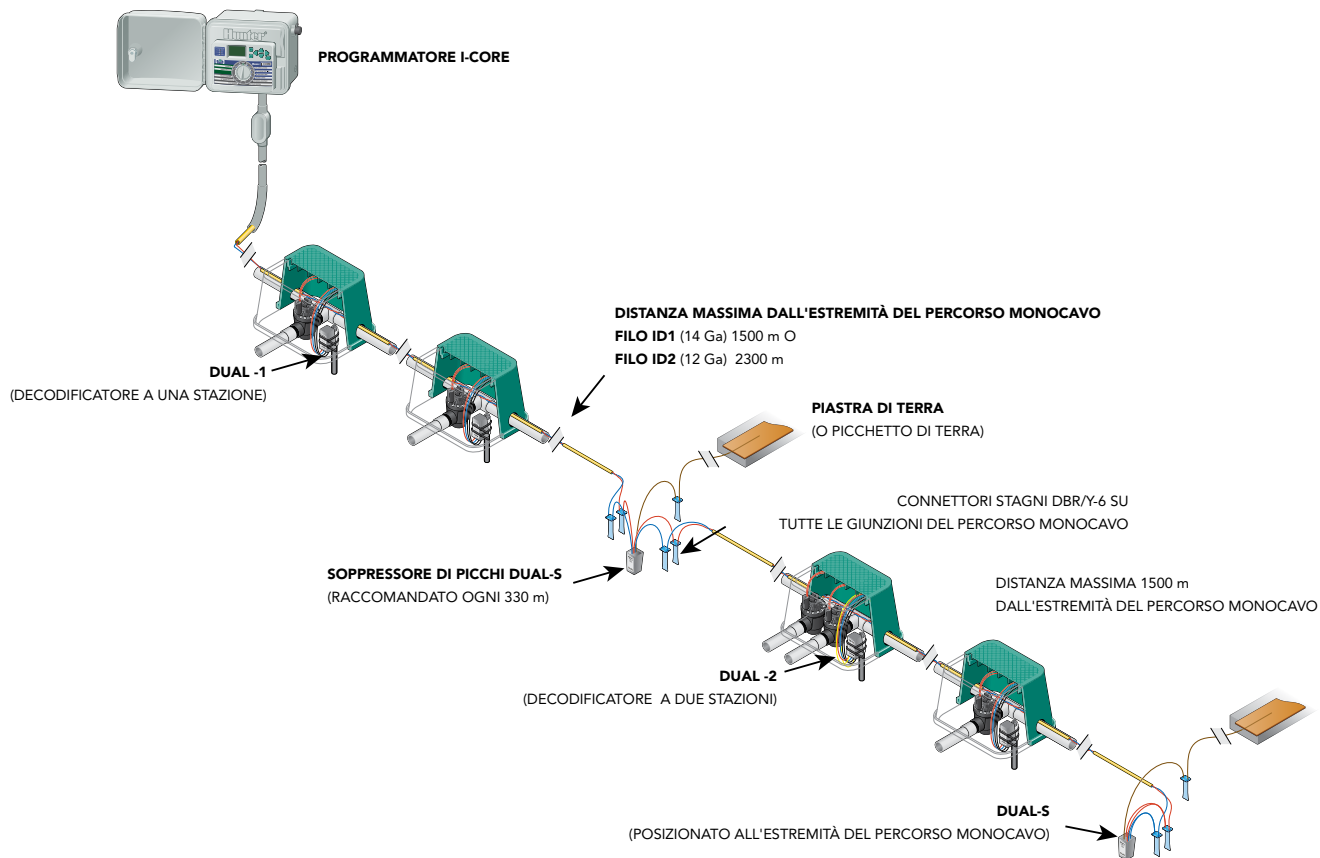 Hunter
PROGRAMMATORE I-CORE
DISTANZA MASSIMA DALL'ESTREMITÀ DEL PERCORSO MONOCAVO
FILO ID1 (14 Ga) 1500 m O
FILO ID2 (12 Ga) 2300 m
DUAL -1
(DECODIFICATORE A UNA STAZIONE)
PIASTRA DI TERRA
(O PICCHETTO DI TERRA)
CONNETTORI STAGNI DBR/Y-6 SU
TUTTE LE GIUNZIONI DEL PERCORSO MONOCAVO
SOPPRESSORE DI PICCHI DUAL-S
(RACCOMANDATO OGNI 330 m)
DISTANZA MASSIMA 1500 m
DALL'ESTREMITÀ DEL PERCORSO MONOCAVO
DUAL -2
(DECODIFICATORE A DUE STAZIONI)
DUAL-S
(POSIZIONATO ALL'ESTREMITÀ DEL PERCORSO MONOCAVO)